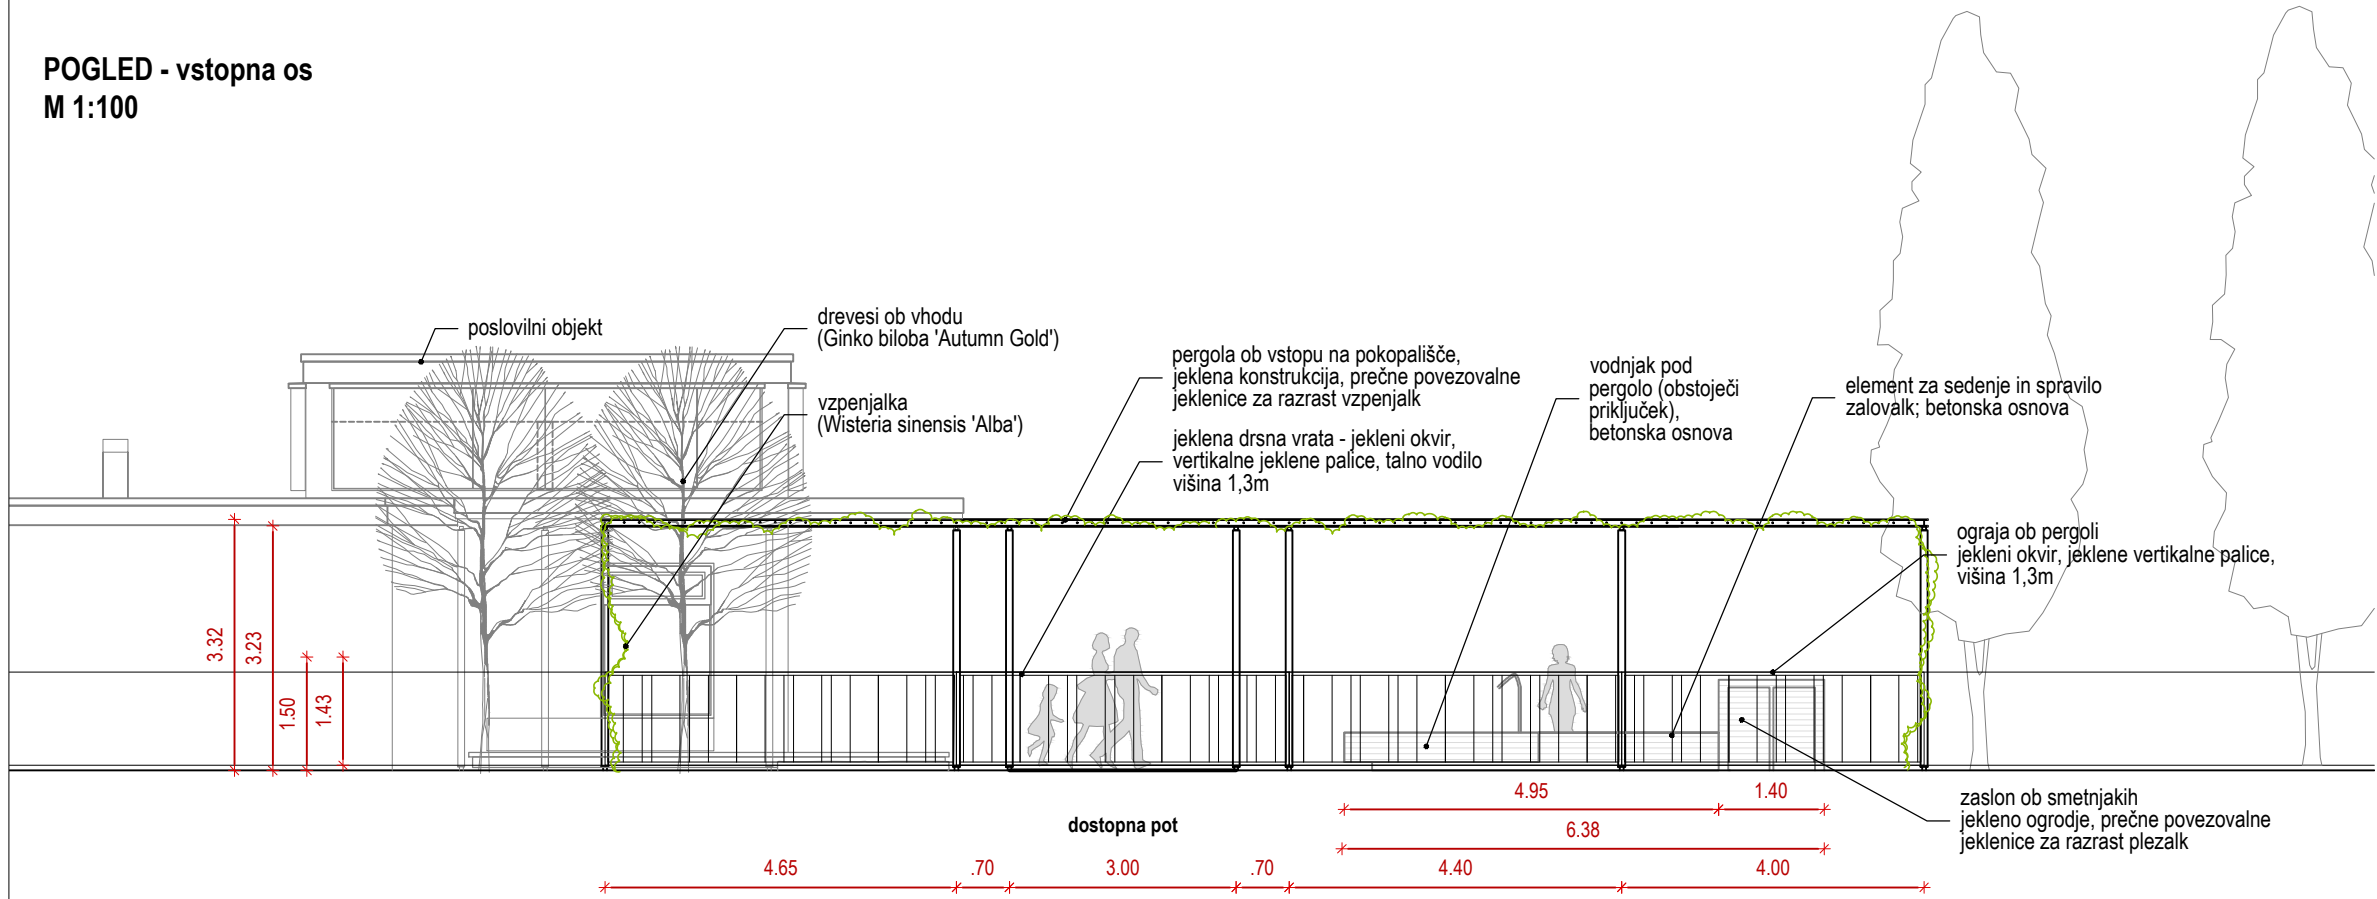 POGLED - vstopna os
M 1:100
poslovilni objekt
drevesi ob vhodu
(Ginko biloba 'Autumn Gold')
vzpenjalka
(Wisteria sinensis 'Alba')
pergola ob vstopu na pokopališče,
jeklena konstrukcija, prečne povezovalne
jeklenice za razrast vzpenjalk
jeklena drsna vrata - jekleni okvir,
vertikalne jeklene palice, talno vodilo
višina 1,3m
vodnjak pod
pergolo (obstoječi
priključek),
betonska osnova
element za sedenje in spravilo
zalovalk; betonska osnova
ograja ob pergoli
jekleni okvir, jeklene vertikalne palice,
višina 1,3m
3.32
3.23
1.50
1.43
4.95
1.40
zaslon ob smetnjakih
jekleno ogrodje, prečne povezovalne
jeklenice za razrast plezalk
dostopna pot
6.38
4.65
.70
3.00
.70
4.40
4.00